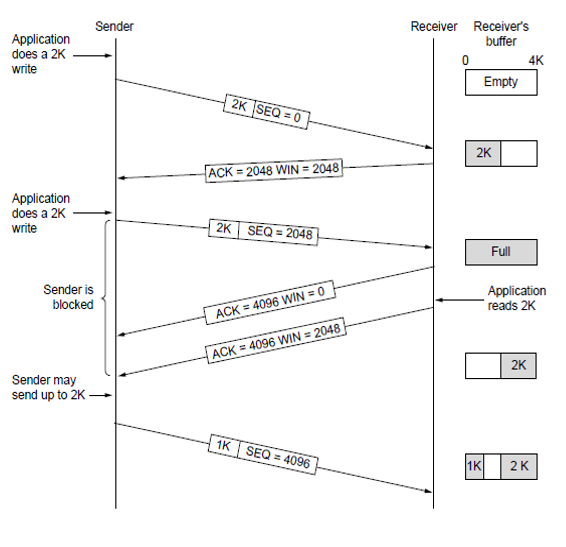 Sender
Receiver
Receiver's
buffer
Application
does a 2K
write
0
4K
Empty
2K SEQ = 0
2K
ACK = 2048 WIN = 2048
Application
does a 2K
write
2K SEQ = 2048
Full
Sender is
blocked
ACK = 4096 WIN = 0
Application
reads 2K
ACK = 4096 WIN = 2048
2K
Sender may
send up to 2K
1K SEQ = 4096
1K
2 K